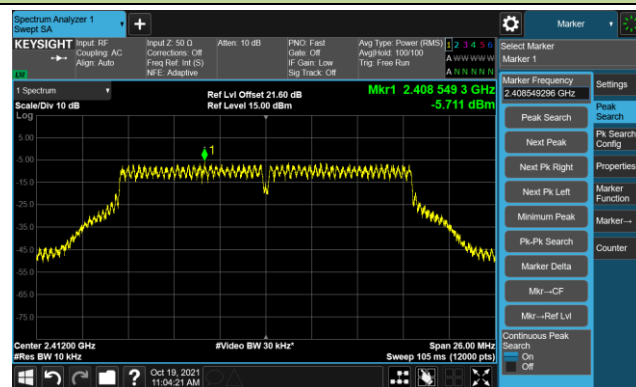 Spectrum Analyzer 1
Swept SA
+
Marker
KEYSIGHT
Input: RF
Coupling: AC
Align: Auto
Input Z: 50 Ω
Corrections: Off
Freq Ref: Int (S)
NFE: Adaptive
Atten: 10 dB
PNO: Fast
Gate: Off
IF Gain: Low
Sig Track: Off
Avg Type: Power (RMS)
Avg|Hold: 100/100
Trig: Free Run
1 2 3 4 5 6
A W W W W W
A N N N N N
Select Marker
Marker 1
1 Spectrum
Scale/Div 10 dB
Log
Ref Lvl Offset 21.60 dB
Ref Level 15.00 dBm
Mkr1 2.408 549 3 GHz
-5.711 dBm
5.00
-5.00
-15.0
-25.0
-35.0
-45.0
-55.0
-65.0
-75.0
1
Center 2.41200 GHz
#Res BW 10 kHz
#Video BW 30 kHz*
Span 26.00 MHz
Sweep 105 ms (12000 pts)
Marker Frequency
2.408549296 GHz
Peak Search
Next Peak
Next Pk Right
Next Pk Left
Minimum Peak
Pk-Pk Search
Marker Delta
Mkr→CF
Mkr→Ref Lvl
Continuous Peak
Search
On
Off
Settings
Peak
Search
Pk Search
Config
Properties
Marker
Function
Marker→
Counter
?
Oct 19, 2021
11:04:21 AM